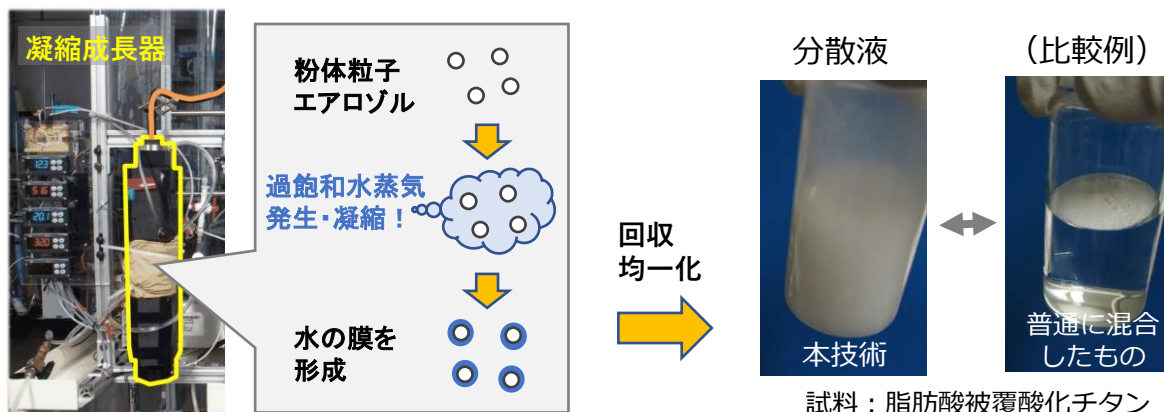 凝縮成長器
粉体粒子
エアロゾル
過飽和水蒸気
発生・凝縮！
水の膜を
形成
回収
均一化
分散液
本技術
（比較例）
普通に混合
したもの
試料：脂肪酸被覆酸化チタン